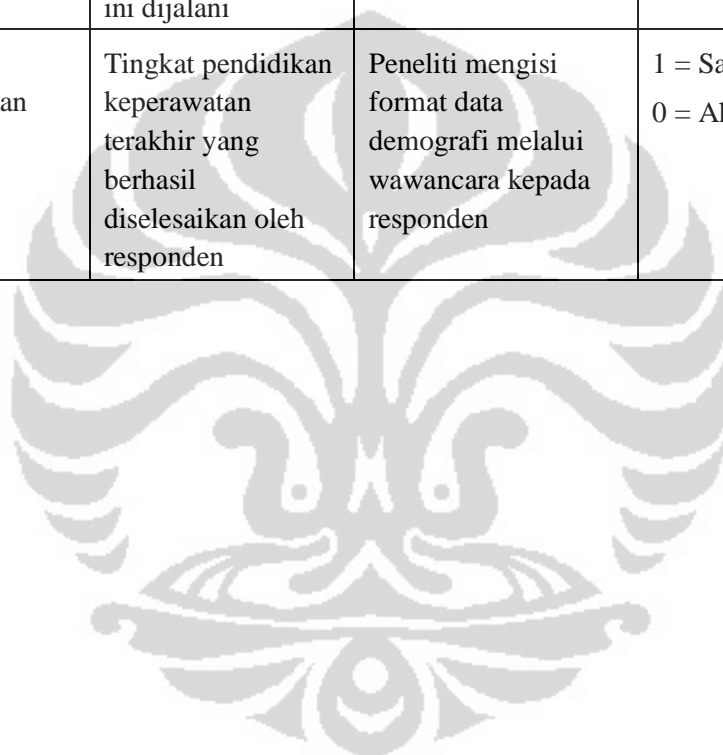 ini dijalani
an
Tingkat pendidikan
keperawatan
terakhir yang
berhasil
diselesaikan oleh
responden
Peneliti mengisi
format data
demografi melalui
wawancara kepada
responden
1 = Sa
0 =